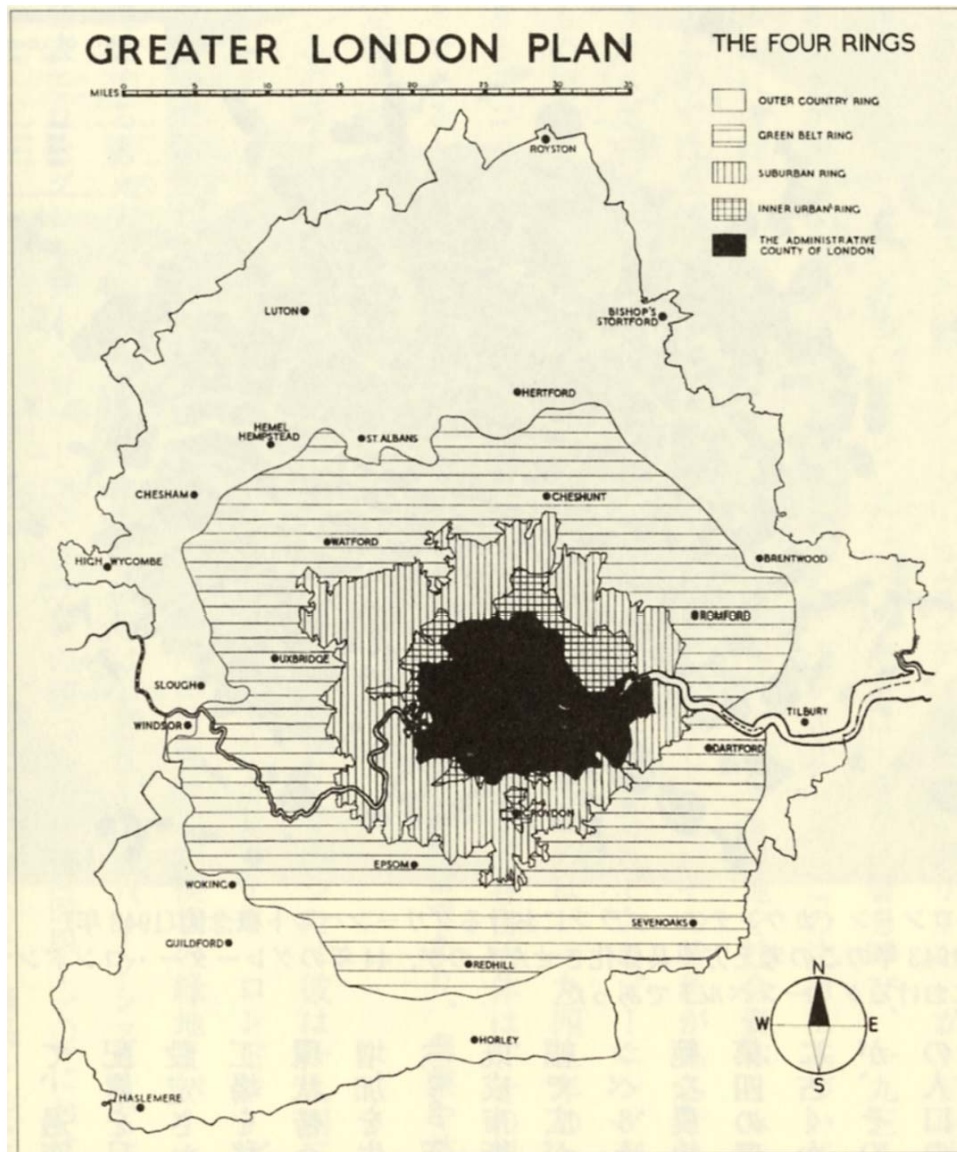 GREATER LONDON PLAN
MILES 0 5 10 15 20 25 30 35
THE FOUR RINGS
OUTER COUNTRY RING
GREEN BELT RING
SUBURBAN RING
INNER URBAN RING
THE ADMINISTRATIVE
COUNTY OF LONDON
ROYSTON
LUTON
BISHOP'S
STORTFORD
HERTFORD
HEMEL
HEMPSTEAD
ST. ALBANS
CHESHAM
CHESHUNT
WATFORD
HIGH WYCOMBE
BRENTWOOD
ROMFORD
UXBRIDGE
SLOUGH
WINDSOR
TILBURY
DARTFORD
CROYDON
EPSOM
WOKING
SEVENOAKS
GUILDFORD
REDHILL
HORLEY
HASLEMERE
N
W E
S